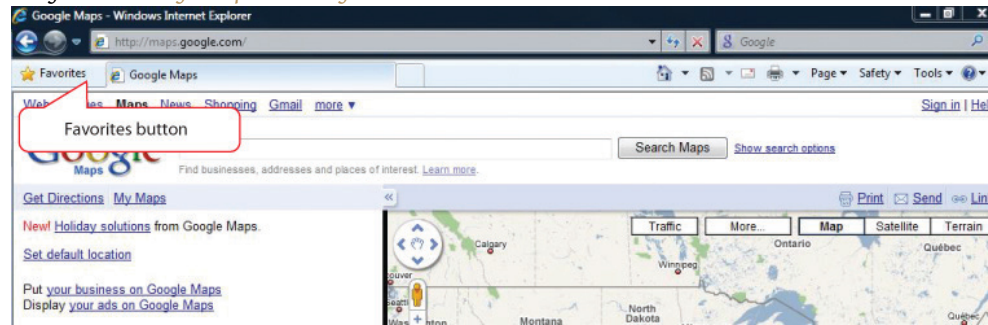 Google Maps - Windows Internet Explorer
http://maps.google.com/
Google
Favorites
Google Maps
Page
Safety
Tools
Maps News Shopping Gmail more
Sign in | Hel
Favorites button
Google
Maps
Search Maps
Show search options
Find businesses, addresses and places of interest. Learn more.
Get Directions My Maps
Print Send Lin
New! Holiday solutions from Google Maps.
Traffic More... Map Satellite Terrain
Set default location
Calgary
Ontario
Québec
Winnipeg
Put your business on Google Maps
Display your ads on Google Maps
North
Dakota
Montana